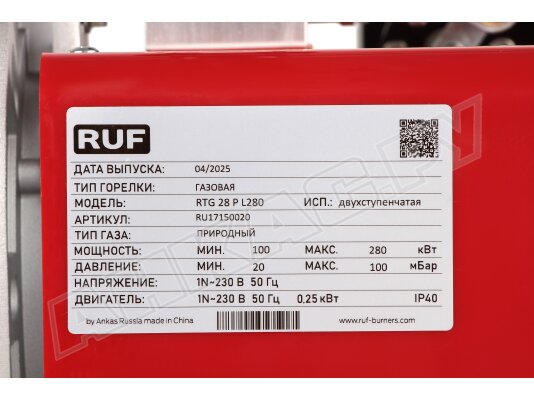 RUF
ДАТА ВЫПУСКА: 04/2025
ТИП ГОРЕЛКИ: ГАЗОВАЯ
МОДЕЛЬ: RTG 28 P L280 ИСП.: двухступенчатая
АРТИКУЛ: RU17150020
ТИП ГАЗА: ПРИРОДНЫЙ
МОЩНОСТЬ: МИН. 100 МАКС. 280 кВт
ДАВЛЕНИЕ: МИН. 20 МАКС. 100 мБар
НАПРЯЖЕНИЕ: 1N~230 В 50 Гц
ДВИГАТЕЛЬ: 1N~230 В 50 Гц 0.25 кВт IP40
by Ankas Russia made in China www.ruf-burners.com
ANKAS.RU